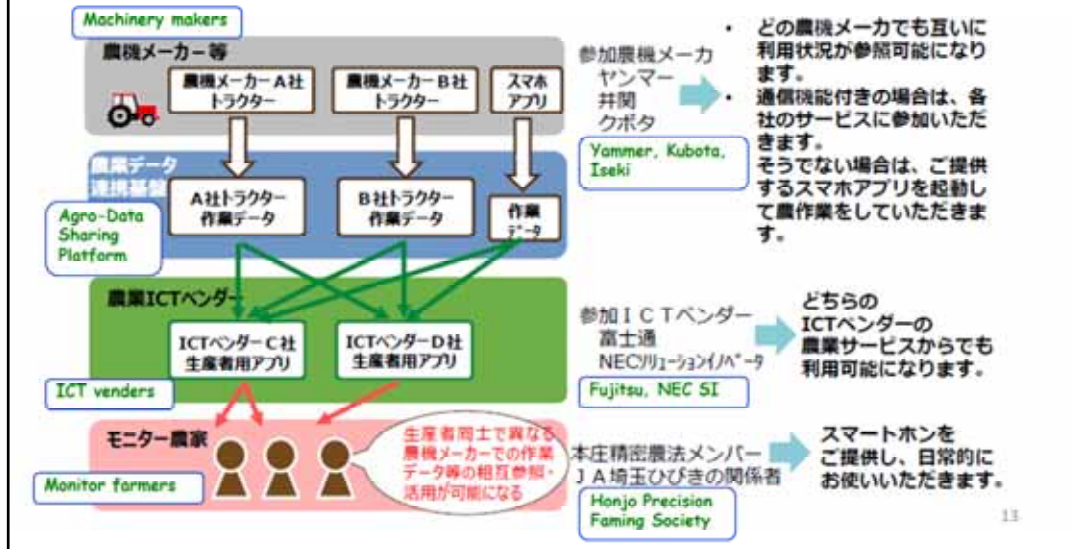 Machinery makers
農機メーカー等
農機メーカーA社
トラクター
農機メーカーB社
トラクター
スマホ
アプリ
参加農機メーカ
ヤンマー
井関
クボタ
Yammer, Kubota,
Iseki
• どの農機メーカでも互いに
利用状況が参照可能になり
ます。
• 通信機能付きの場合は、各
社のサービスに参加いただ
きます。
そうでない場合は、ご提供
するスマホアプリを起動し
て農作業をしていただきま
す。
農業データ
連携基盤
Agro-Data
Sharing
Platform
A社トラクター
作業データ
B社トラクター
作業データ
作業
データ
農業ICTベンダー
ICTベンダーC社
生産者用アプリ
ICTベンダーD社
生産者用アプリ
ICT venders
参加ICTベンダー
富士通
NECソリューションイノベータ
Fujitsu, NEC SI
どちらの
ICTベンダーの
農業サービスからでも
利用可能になります。
モニター農家
Monitor farmers
生産者同士で異なる
農機メーカーでの作業
データ等の相互参照・
活用が可能になる
本庄精密農法メンバー
JA埼玉ひびきの関係者
Honjo Precision
Faming Society
スマートホンを
ご提供し、日常的に
お使いいただきます。
13